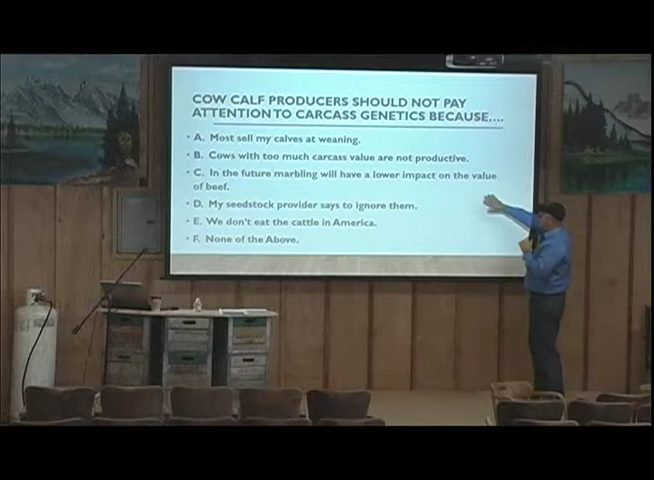 COW CALF PRODUCERS SHOULD NOT PAY
ATTENTION TO CARCASS GENETICS BECAUSE....
• A. Most sell my calves at weaning.
• B. Cows with too much carcass value are not productive.
• C. In the future marbling will have a lower impact on the value
of beef.
• D. My seedstock provider says to ignore them.
• E. We don't eat the cattle in America.
• F. None of the Above.